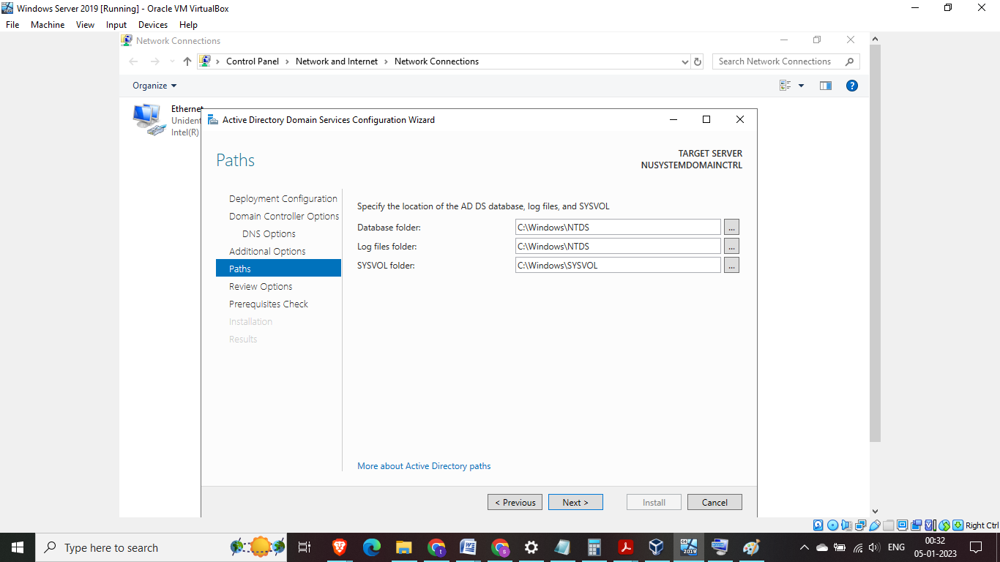 Windows Server 2019 [Running] - Oracle VM VirtualBox
File Machine View Input Devices Help
Network Connections
Control Panel > Network and Internet > Network Connections
Search Network Connections
Organize
Ethernet
Unident
Intel(R)
Active Directory Domain Services Configuration Wizard
Paths
TARGET SERVER
NUSYSTEMDOMAINCTRL
Deployment Configuration
Domain Controller Options
DNS Options
Additional Options
Paths
Review Options
Prerequisites Check
Installation
Results
Specify the location of the AD DS database, log files, and SYSVOL
Database folder: C:\Windows\NTDS ...
Log files folder: C:\Windows\NTDS ...
SYSVOL folder: C:\Windows\SYSVOL ...
More about Active Directory paths
< Previous Next > Install Cancel
Right Ctrl
Type here to search
2019
ENG
00:32
05-01-2023